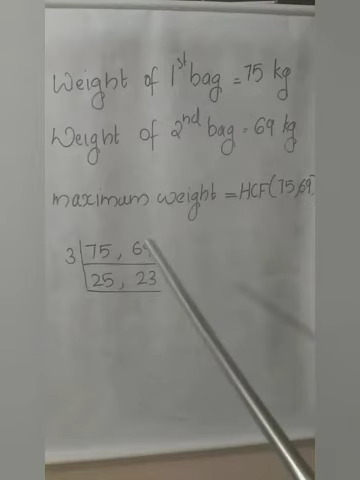 Weight of 1st bag = 75 kg
Weight of 2nd bag = 69 kg
maximum weight = HCF(75,69)
3 75, 69
25, 23